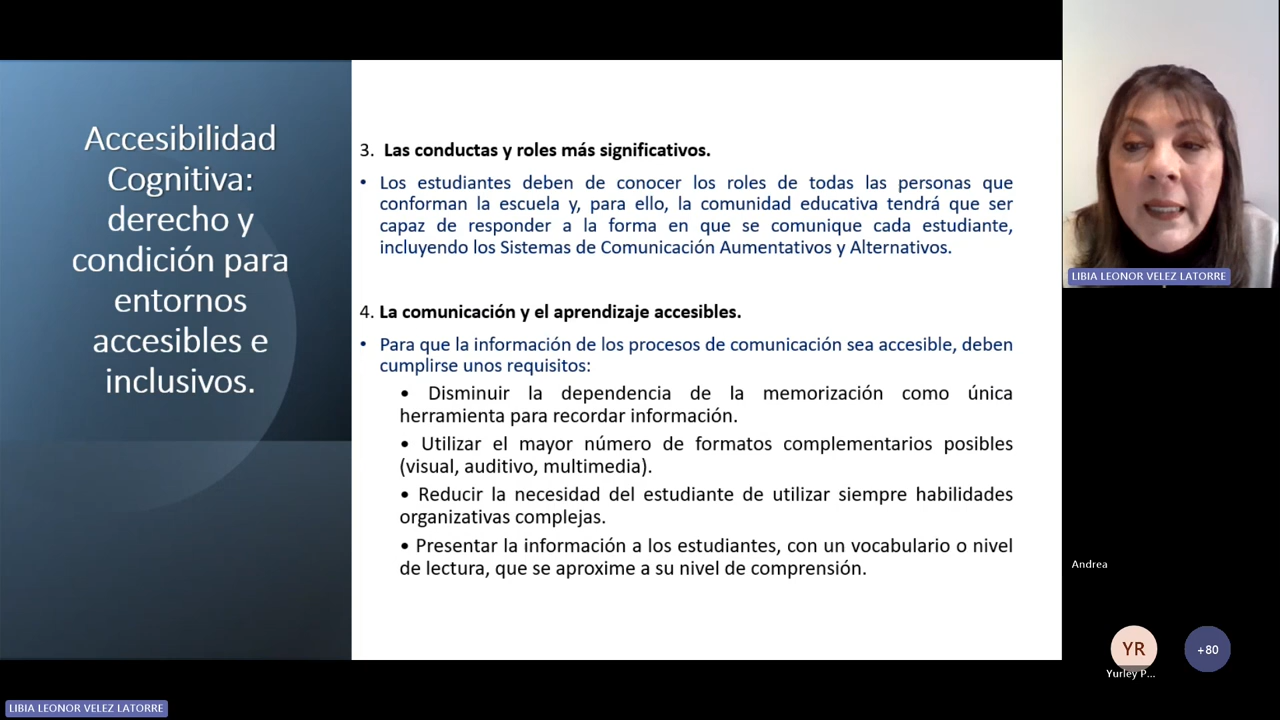 Accesibilidad
Cognitiva:
derecho y
condición para
entornos
accesibles e
inclusivos.
3. Las conductas y roles más significativos.
• Los estudiantes deben de conocer los roles de todas las personas que
conforman la escuela y, para ello, la comunidad educativa tendrá que ser
capaz de responder a la forma en que se comunique cada estudiante,
incluyendo los Sistemas de Comunicación Aumentativos y Alternativos.
4. La comunicación y el aprendizaje accesibles.
• Para que la información de los procesos de comunicación sea accesible, deben
cumplirse unos requisitos:
• Disminuir la dependencia de la memorización como única
herramienta para recordar información.
• Utilizar el mayor número de formatos complementarios posibles
(visual, auditivo, multimedia).
• Reducir la necesidad del estudiante de utilizar siempre habilidades
organizativas complejas.
• Presentar la información a los estudiantes, con un vocabulario o nivel
de lectura, que se aproxime a su nivel de comprensión.
LIBIA LEONOR VELEZ LATORRE
Andrea
YR
+80
Yurley P...
LIBIA LEONOR VELEZ LATORRE